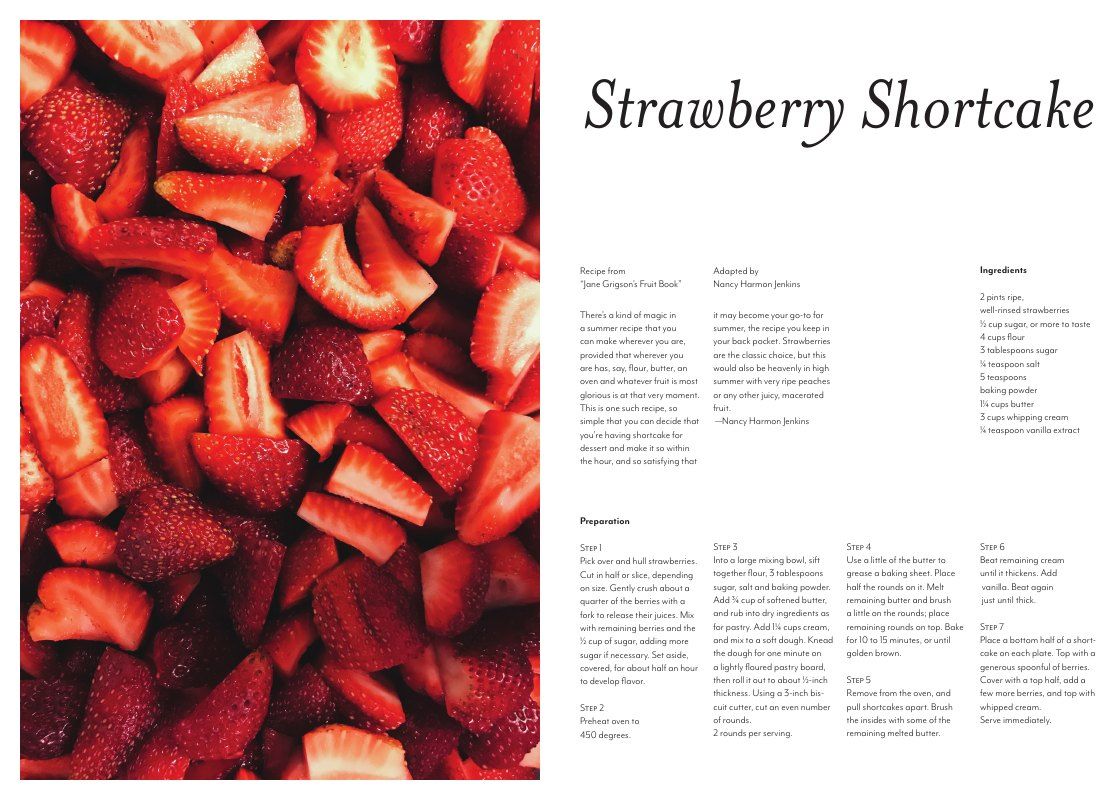 Strawberry Shortcake
Recipe from
"Jane Grigson's Fruit Book"
Adapted by
Nancy Harmon Jenkins
There's a kind of magic in
a summer recipe that you
can make wherever you are,
provided that wherever you
are has, say, flour, butter, an
oven and whatever fruit is most
glorious is at that very moment.
This is one such recipe, so
simple that you can decide that
you're having shortcake for
dessert and make it so within
the hour, and so satisfying that
it may become your go-to for
summer, the recipe you keep in
your back pocket. Strawberries
are the classic choice, but this
would also be heavenly in high
summer with very ripe peaches
or any other juicy, macerated
fruit.
—Nancy Harmon Jenkins
Ingredients
2 pints ripe,
well-rinsed strawberries
½ cup sugar, or more to taste
4 cups flour
3 tablespoons sugar
¼ teaspoon salt
5 teaspoons
baking powder
1¼ cups butter
3 cups whipping cream
¼ teaspoon vanilla extract
Preparation
STEP 1
Pick over and hull strawberries.
Cut in half or slice, depending
on size. Gently crush about a
quarter of the berries with a
fork to release their juices. Mix
with remaining berries and the
½ cup of sugar, adding more
sugar if necessary. Set aside,
covered, for about half an hour
to develop flavor.
STEP 2
Preheat oven to
450 degrees.
STEP 3
Into a large mixing bowl, sift
together flour, 3 tablespoons
sugar, salt and baking powder.
Add ¾ cup of softened butter,
and rub into dry ingredients as
for pastry. Add 1¼ cups cream,
and mix to a soft dough. Knead
the dough for one minute on
a lightly floured pastry board,
then roll it out to about ½-inch
thickness. Using a 3-inch bis-
cuit cutter, cut an even number
of rounds.
2 rounds per serving.
STEP 4
Use a little of the butter to
grease a baking sheet. Place
half the rounds on it. Melt
remaining butter and brush
a little on the rounds; place
remaining rounds on top. Bake
for 10 to 15 minutes, or until
golden brown.
STEP 5
Remove from the oven, and
pull shortcakes apart. Brush
the insides with some of the
remaining melted butter.
STEP 6
Beat remaining cream
until it thickens. Add
vanilla. Beat again
just until thick.
STEP 7
Place a bottom half of a short-
cake on each plate. Top with a
generous spoonful of berries.
Cover with a top half, add a
few more berries, and top with
whipped cream.
Serve immediately.